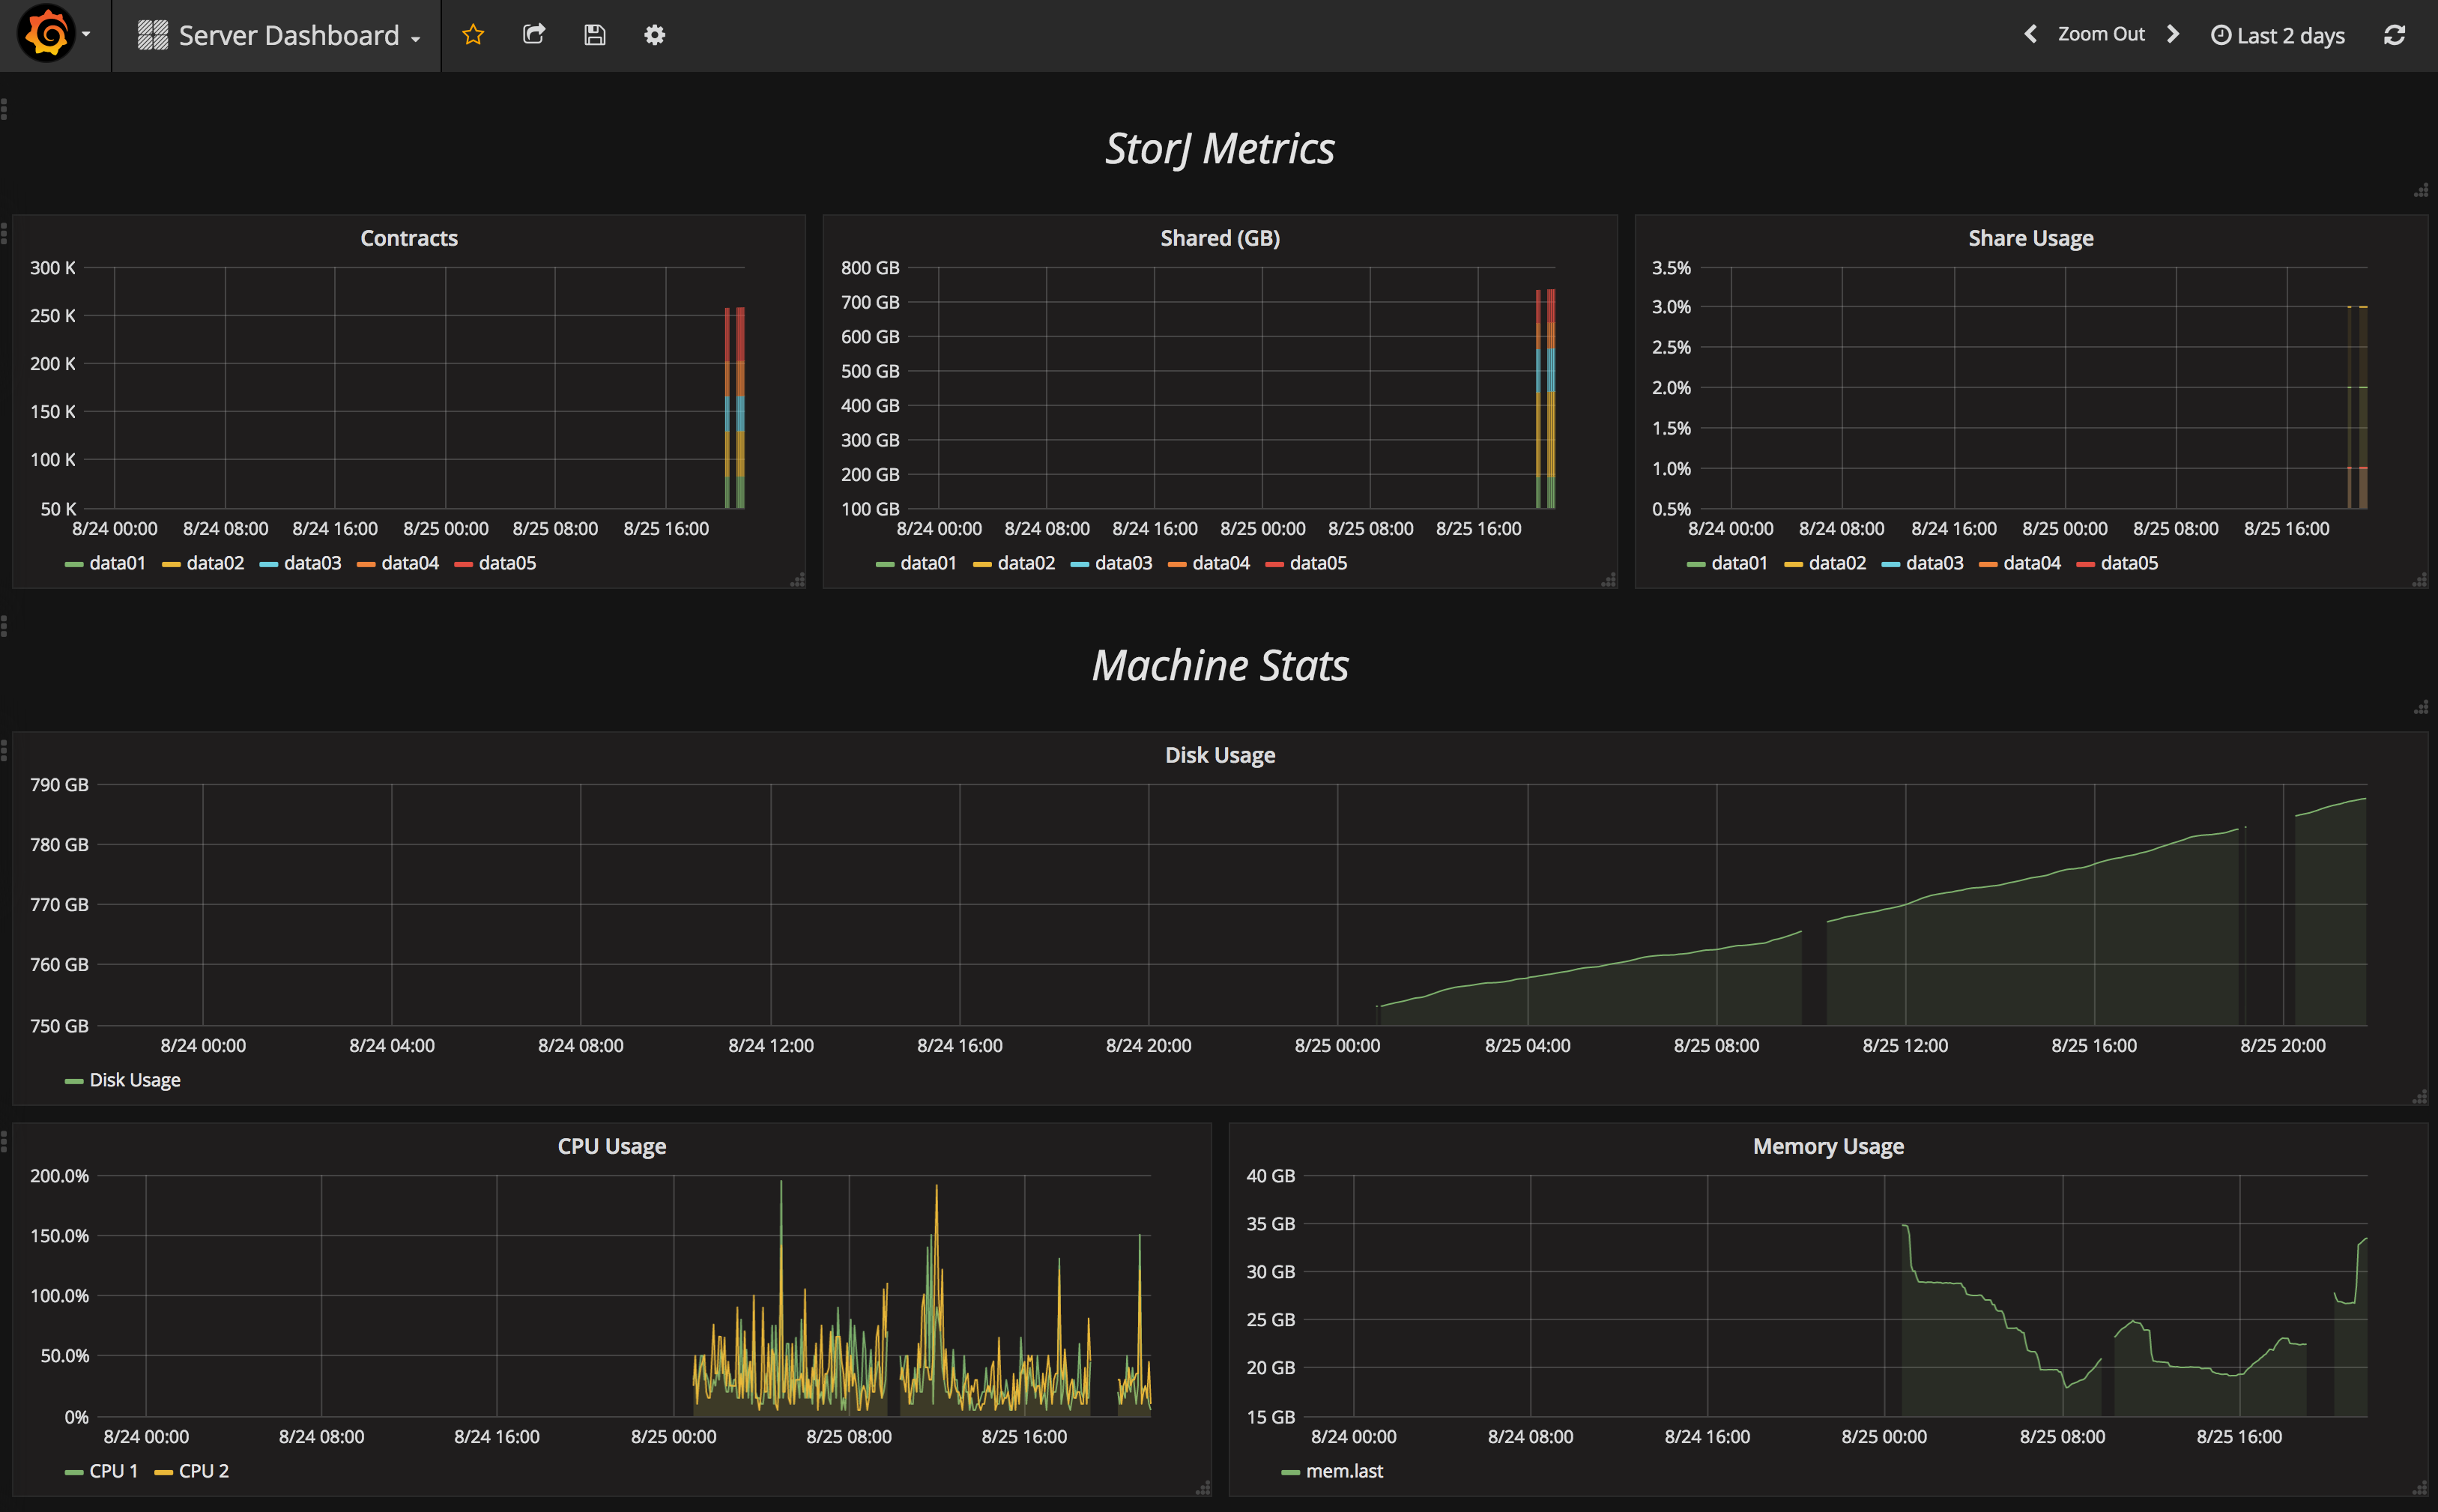 Server Dashboard
Zoom Out
Last 2 days
StorJ Metrics
Contracts
300 K
250 K
200 K
150 K
100 K
50 K
8/24 00:00 8/24 08:00 8/24 16:00 8/25 00:00 8/25 08:00 8/25 16:00
data01 data02 data03 data04 data05
Shared (GB)
800 GB
700 GB
600 GB
500 GB
400 GB
300 GB
200 GB
100 GB
8/24 00:00 8/24 08:00 8/24 16:00 8/25 00:00 8/25 08:00 8/25 16:00
data01 data02 data03 data04 data05
Share Usage
3.5%
3.0%
2.5%
2.0%
1.5%
1.0%
0.5%
8/24 00:00 8/24 08:00 8/24 16:00 8/25 00:00 8/25 08:00 8/25 16:00
data01 data02 data03 data04 data05
Machine Stats
Disk Usage
790 GB
780 GB
770 GB
760 GB
750 GB
8/24 00:00 8/24 04:00 8/24 08:00 8/24 12:00 8/24 16:00 8/24 20:00 8/25 00:00 8/25 04:00 8/25 08:00 8/25 12:00 8/25 16:00 8/25 20:00
Disk Usage
CPU Usage
200.0%
150.0%
100.0%
50.0%
0%
8/24 00:00 8/24 08:00 8/24 16:00 8/25 00:00 8/25 08:00 8/25 16:00
CPU 1 CPU 2
Memory Usage
40 GB
35 GB
30 GB
25 GB
20 GB
15 GB
8/24 00:00 8/24 08:00 8/24 16:00 8/25 00:00 8/25 08:00 8/25 16:00
mem.last